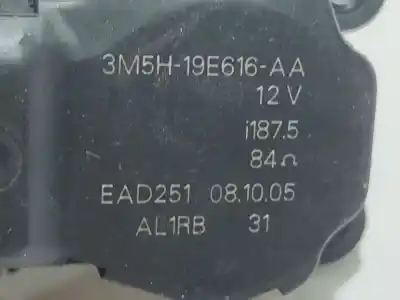 3M5H-19E616-AA
12 V
i187.5
84Ω
EAD251 08.10.05
AL1RB 31